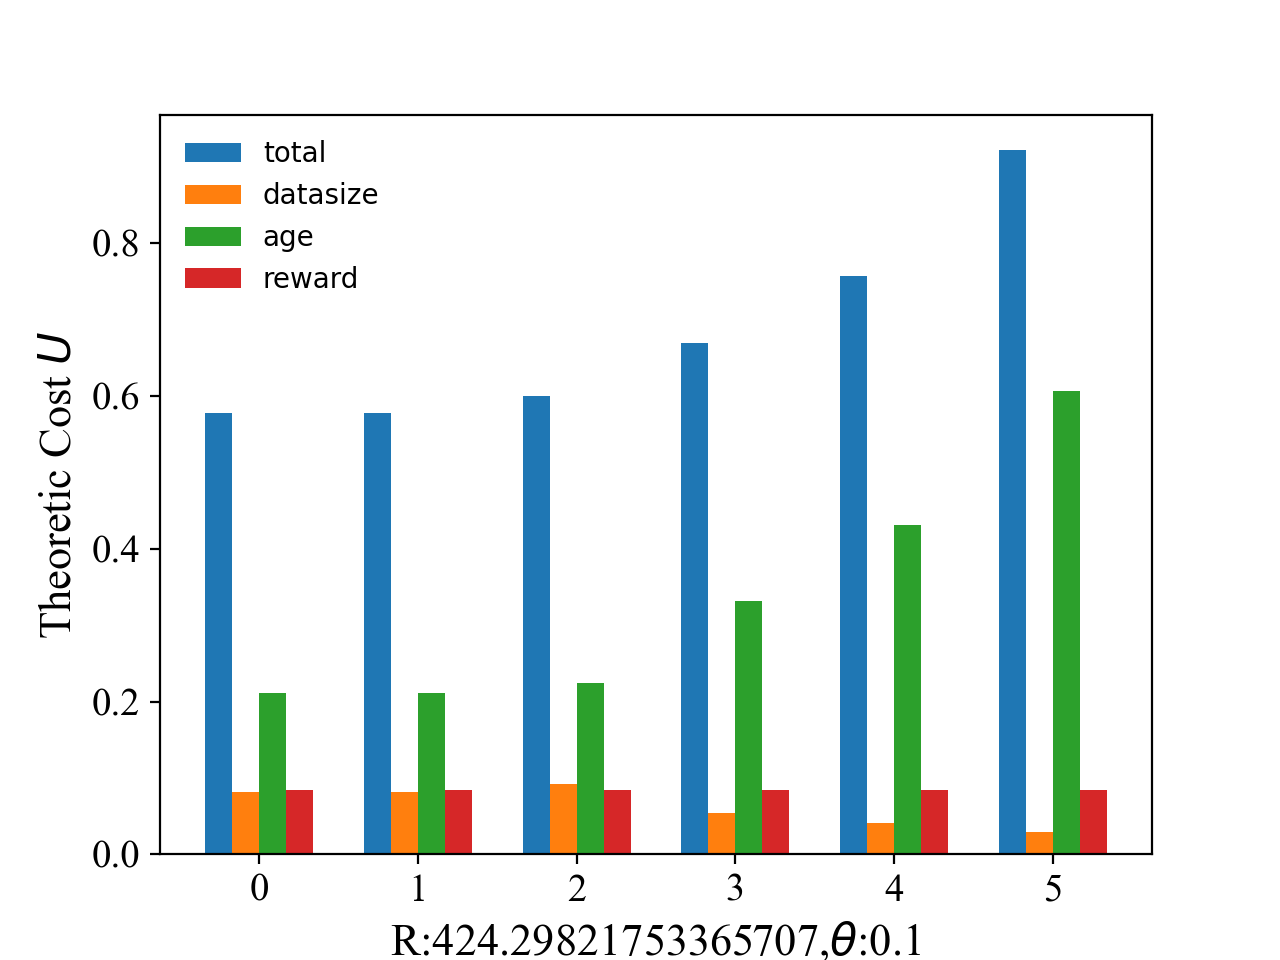 total
datasize
age
reward
0.8
0.6
0.4
0.2
0.0
Theoretic Cost U
0 1 2 3 4 5
R:424.29821753365707,θ:0.1